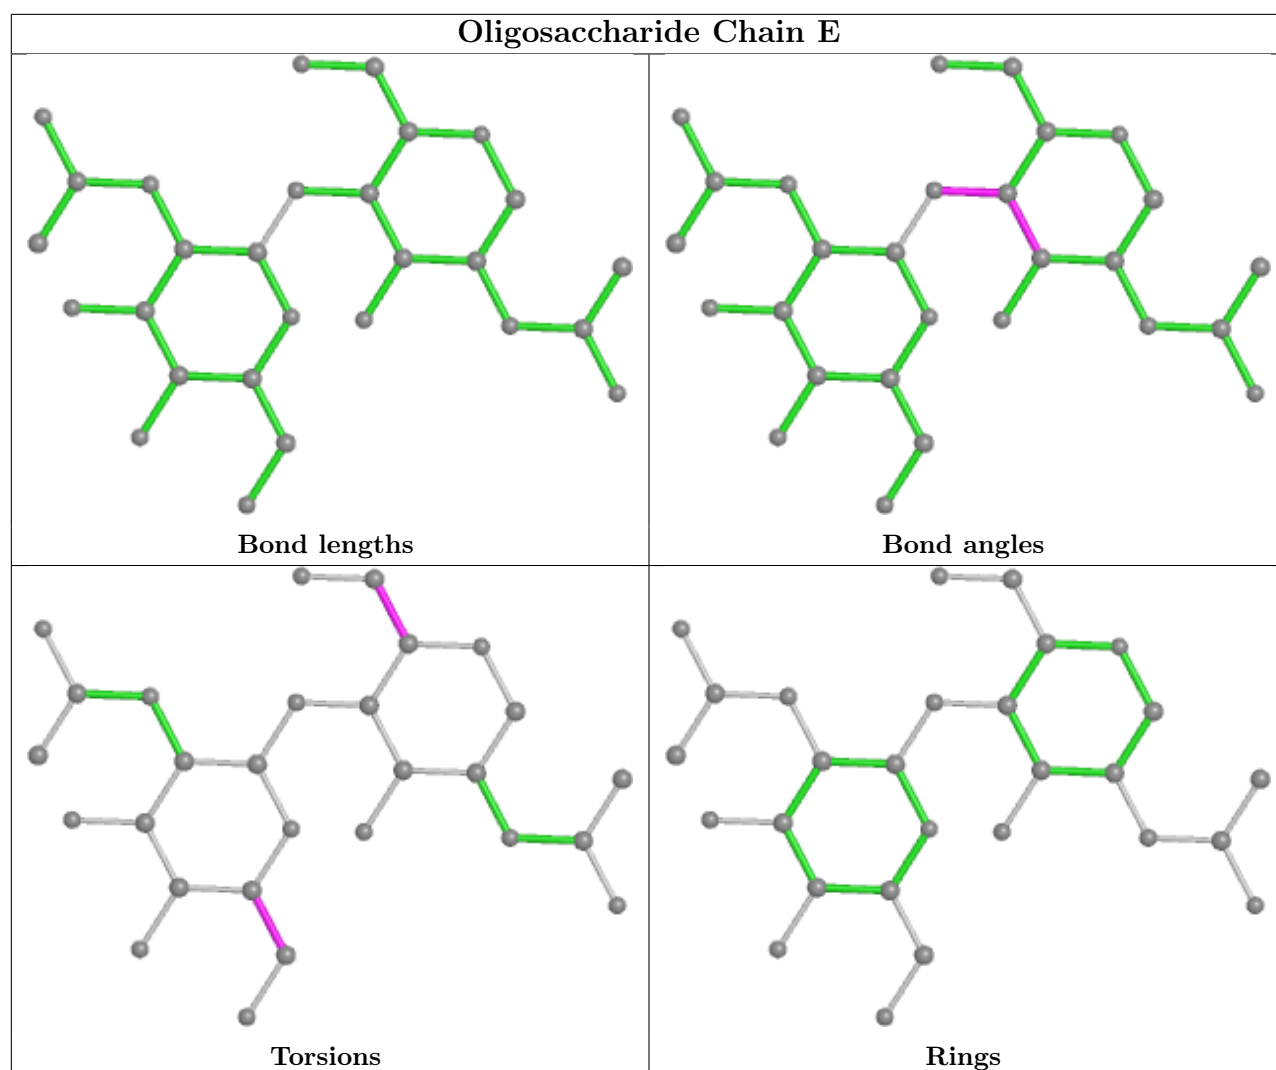 Oligosaccharide Chain E
Bond lengths
Bond angles
Torsions
Rings